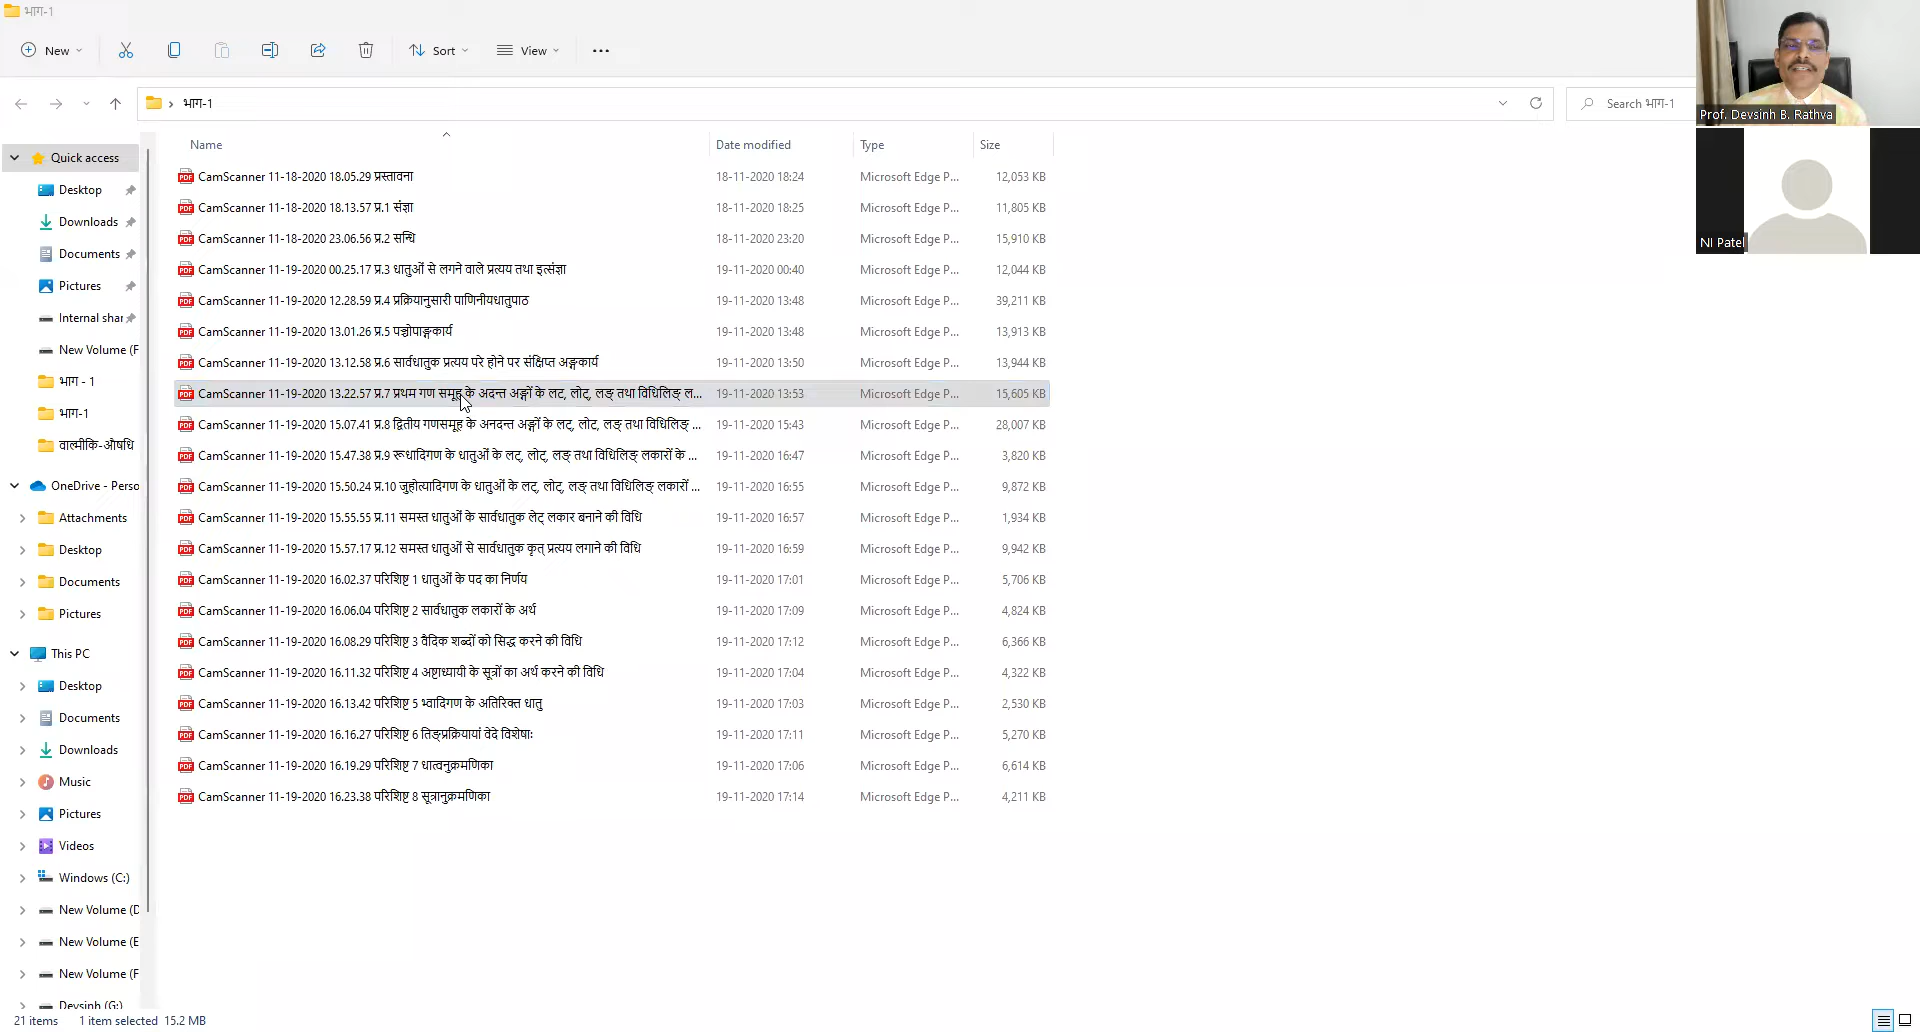 भाग-1
New
Sort
View
भाग-1
Search भाग-1
Prof. Devsinh B. Rathva
NI Patel
Name Date modified Type Size
Quick access
Desktop
Downloads
Documents
Pictures
Internal shar
New Volume (F
भाग - 1
भाग-1
वाल्मीकि-औषधि
OneDrive - Perso
Attachments
Desktop
Documents
Pictures
This PC
Desktop
Documents
Downloads
Music
Pictures
Videos
Windows (C:)
New Volume (D
New Volume (E
New Volume (F
Devsinh (G:)
CamScanner 11-18-2020 18.05.29 प्रस्तावना 18-11-2020 18:24 Microsoft Edge P... 12,053 KB
CamScanner 11-18-2020 18.13.57 प्र.1 संज्ञा 18-11-2020 18:25 Microsoft Edge P... 11,805 KB
CamScanner 11-18-2020 23.06.56 प्र.2 सन्धि 18-11-2020 23:20 Microsoft Edge P... 15,910 KB
CamScanner 11-19-2020 00.25.17 प्र.3 धातुओं से लगने वाले प्रत्यय तथा इत्संज्ञा 19-11-2020 00:40 Microsoft Edge P... 12,044 KB
CamScanner 11-19-2020 12.28.59 प्र.4 प्रक्रियानुसारी पाणिनीयधातुपाठ 19-11-2020 13:48 Microsoft Edge P... 39,211 KB
CamScanner 11-19-2020 13.01.26 प्र.5 पञ्चोपाङ्गकार्य 19-11-2020 13:48 Microsoft Edge P... 13,913 KB
CamScanner 11-19-2020 13.12.58 प्र.6 सार्वधातुक प्रत्यय परे होने पर संक्षिप्त अङ्गकार्य 19-11-2020 13:50 Microsoft Edge P... 13,944 KB
CamScanner 11-19-2020 13.22.57 प्र.7 प्रथम गण समूह के अदन्त अङ्गों के लट, लोट्, लङ् तथा विधिलिङ् ल... 19-11-2020 13:53 Microsoft Edge P... 15,605 KB
CamScanner 11-19-2020 15.07.41 प्र.8 द्वितीय गणसमूह के अनदन्त अङ्गों के लट्, लोट, लङ् तथा विधिलिङ् ... 19-11-2020 15:43 Microsoft Edge P... 28,007 KB
CamScanner 11-19-2020 15.47.38 प्र.9 रूधादिगण के धातुओं के लट्, लोट्, लङ् तथा विधिलिङ् लकारों के ... 19-11-2020 16:47 Microsoft Edge P... 3,820 KB
CamScanner 11-19-2020 15.50.24 प्र.10 जुहोत्यादिगण के धातुओं के लट्, लोट्, लङ् तथा विधिलिङ् लकारों ... 19-11-2020 16:55 Microsoft Edge P... 9,872 KB
CamScanner 11-19-2020 15.55.55 प्र.11 समस्त धातुओं के सार्वधातुक लेट् लकार बनाने की विधि 19-11-2020 16:57 Microsoft Edge P... 1,934 KB
CamScanner 11-19-2020 15.57.17 प्र.12 समस्त धातुओं से सार्वधातुक कृत् प्रत्यय लगाने की विधि 19-11-2020 16:59 Microsoft Edge P... 9,942 KB
CamScanner 11-19-2020 16.02.37 परिशिष्ट 1 धातुओं के पद का निर्णय 19-11-2020 17:01 Microsoft Edge P... 5,706 KB
CamScanner 11-19-2020 16.06.04 परिशिष्ट 2 सार्वधातुक लकारों के अर्थ 19-11-2020 17:09 Microsoft Edge P... 4,824 KB
CamScanner 11-19-2020 16.08.29 परिशिष्ट 3 वैदिक शब्दों को सिद्ध करने की विधि 19-11-2020 17:12 Microsoft Edge P... 6,366 KB
CamScanner 11-19-2020 16.11.32 परिशिष्ट 4 अष्टाध्यायी के सूत्रों का अर्थ करने की विधि 19-11-2020 17:04 Microsoft Edge P... 4,322 KB
CamScanner 11-19-2020 16.13.42 परिशिष्ट 5 भ्वादिगण के अतिरिक्त धातु 19-11-2020 17:03 Microsoft Edge P... 2,530 KB
CamScanner 11-19-2020 16.16.27 परिशिष्ट 6 तिङ्प्रक्रियायां वेदे विशेषाः 19-11-2020 17:11 Microsoft Edge P... 5,270 KB
CamScanner 11-19-2020 16.19.29 परिशिष्ट 7 धात्वनुक्रमणिका 19-11-2020 17:06 Microsoft Edge P... 6,614 KB
CamScanner 11-19-2020 16.23.38 परिशिष्ट 8 सूत्रानुक्रमणिका 19-11-2020 17:14 Microsoft Edge P... 4,211 KB
21 items 1 item selected 15.2 MB